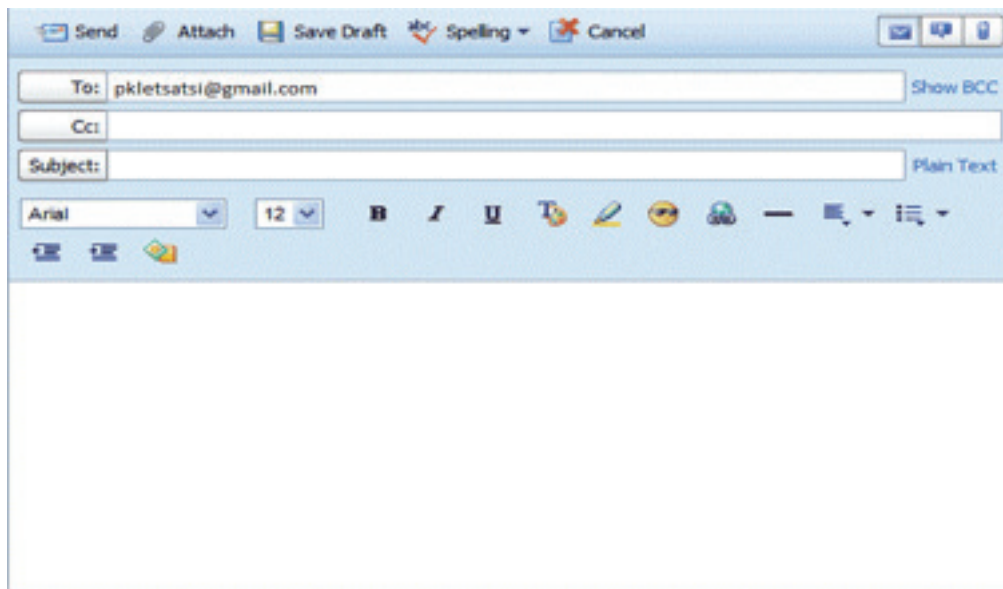 Send Attach Save Draft Spelling Cancel
To: pkletsatsi@gmail.com Show BCC
Cc:
Subject: Plain Text
Arial 12 B I U